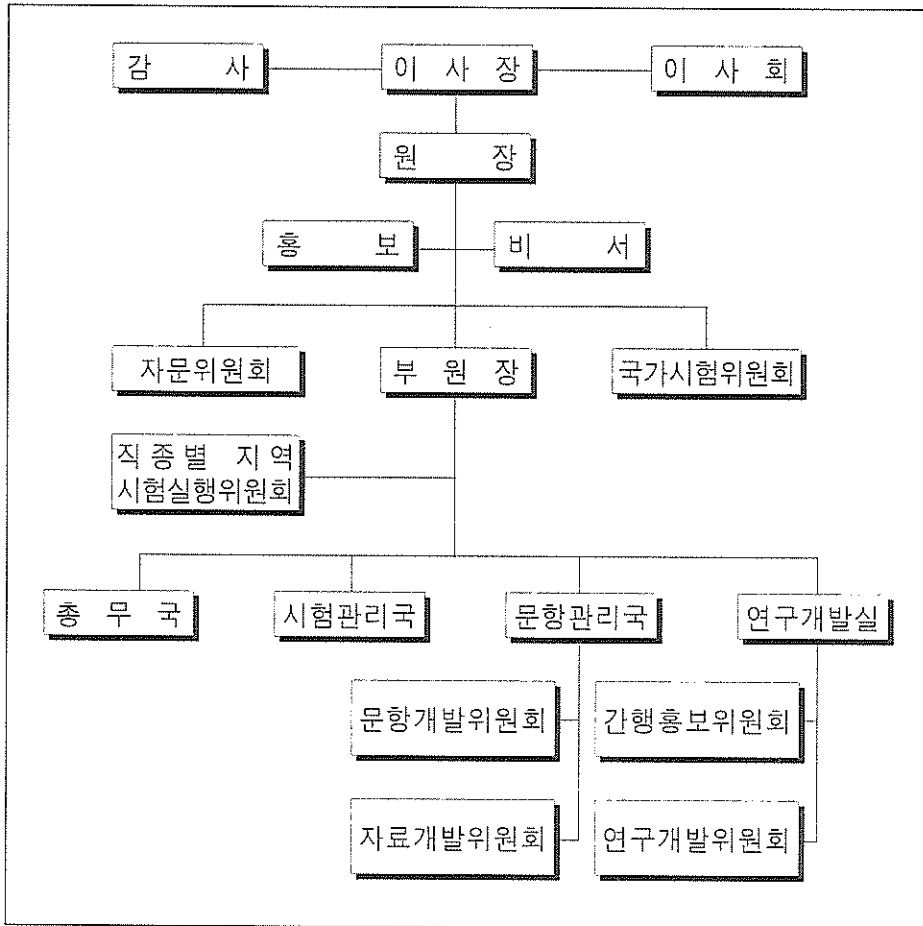 감 사
이 사 장
이 사 회
원 장
홍 보
비 서
자문위원회
부 원 장
국가시험위원회
직 종 별 지 역
시험실행위원회
총 무 국
시험관리국
문항관리국
연구개발실
문항개발위원회
간행홍보위원회
자료개발위원회
연구개발위원회